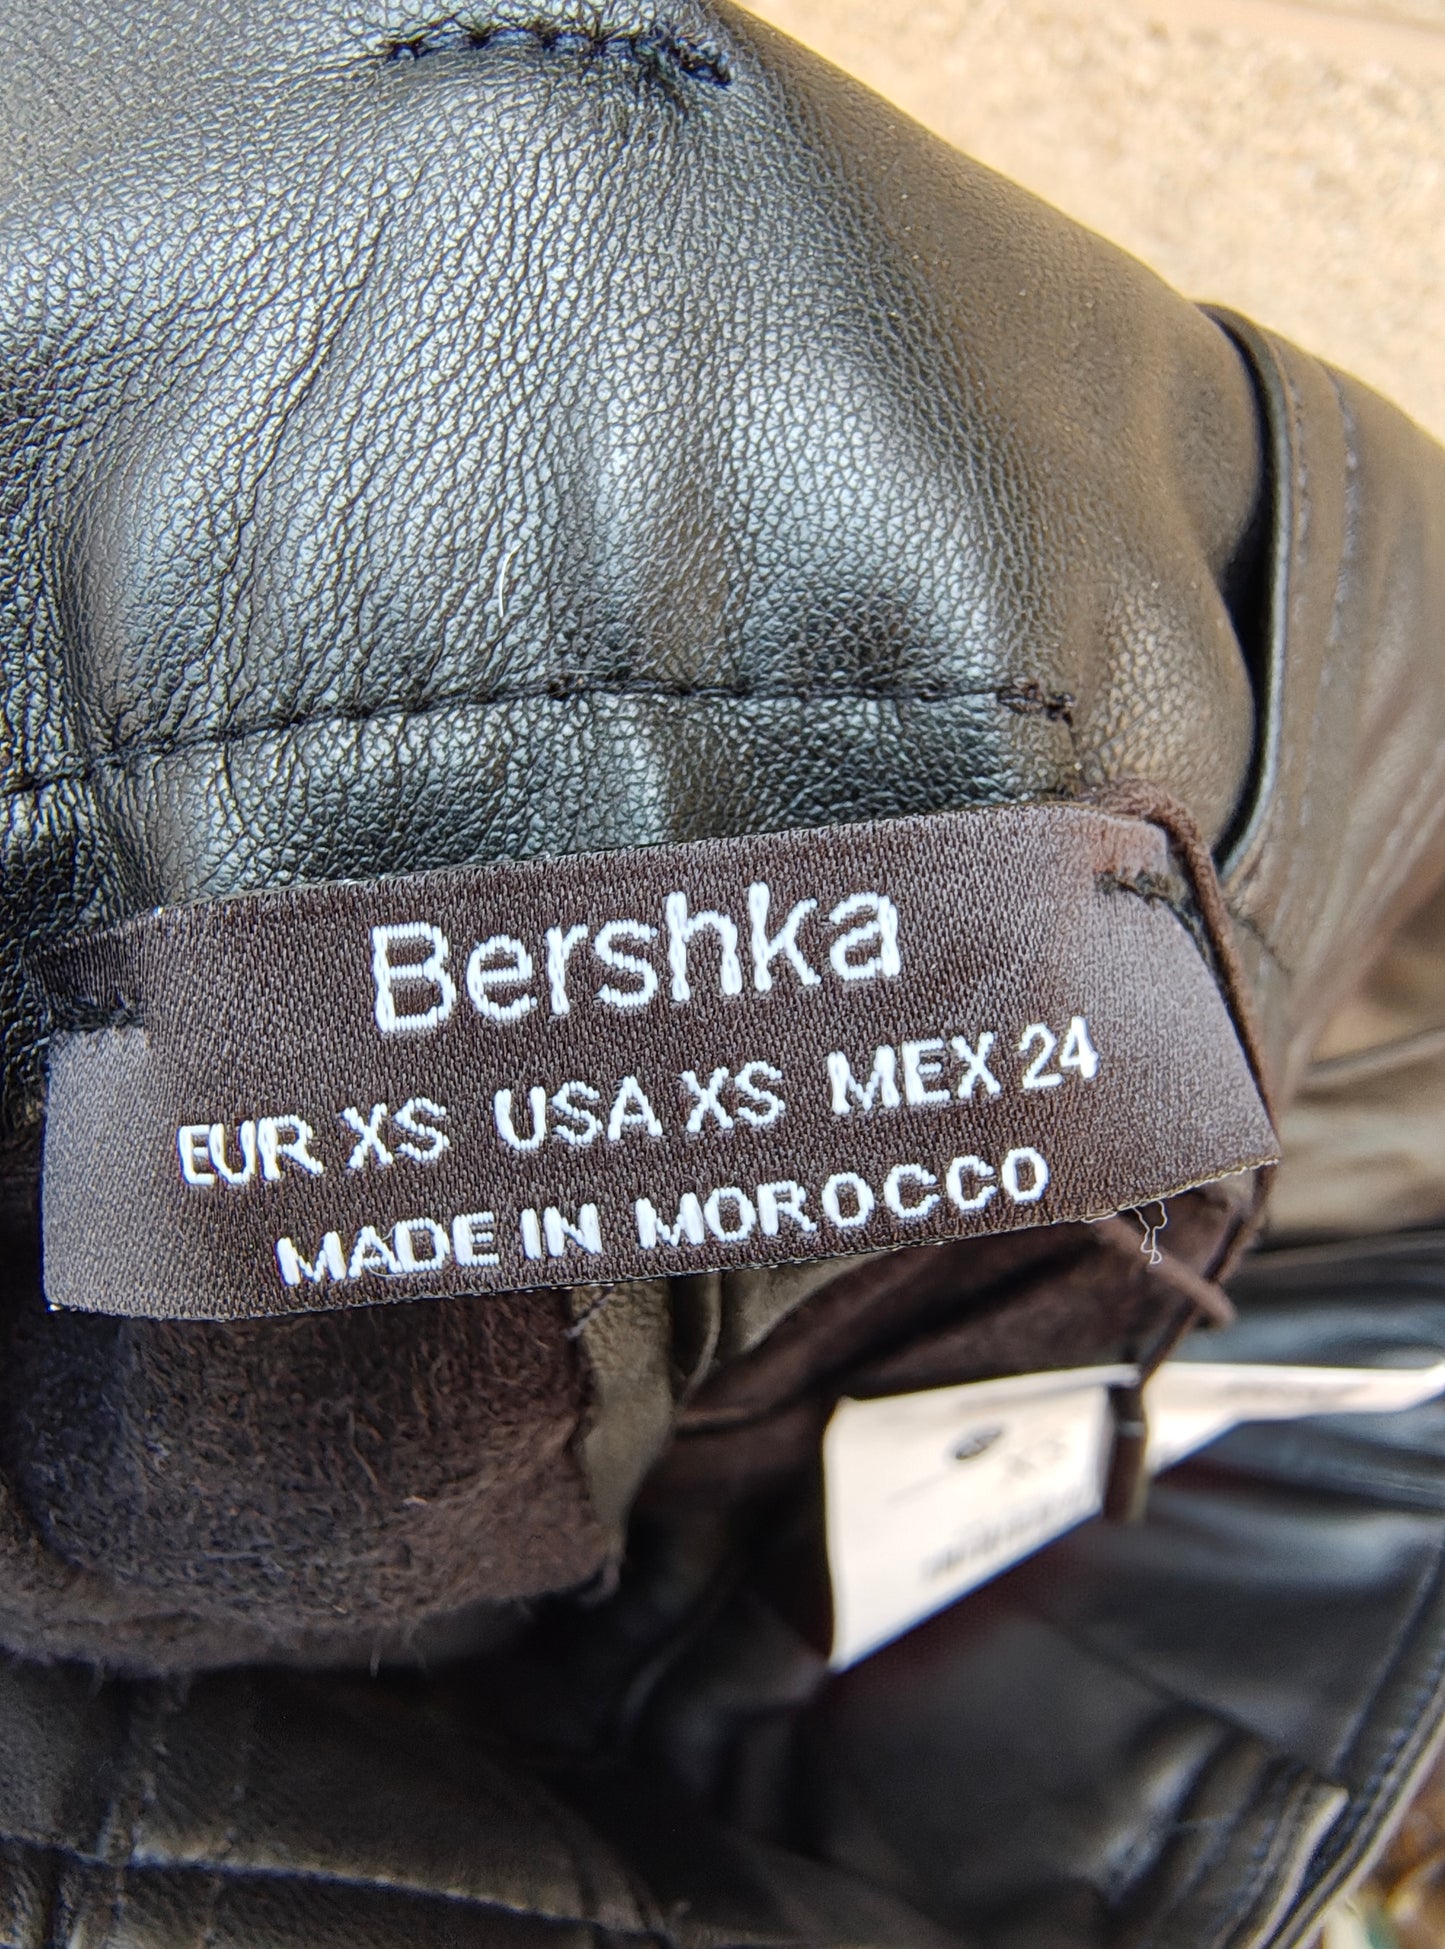 Bershka
EUR XS USA XS MEX 24
MADE IN MOROCCO